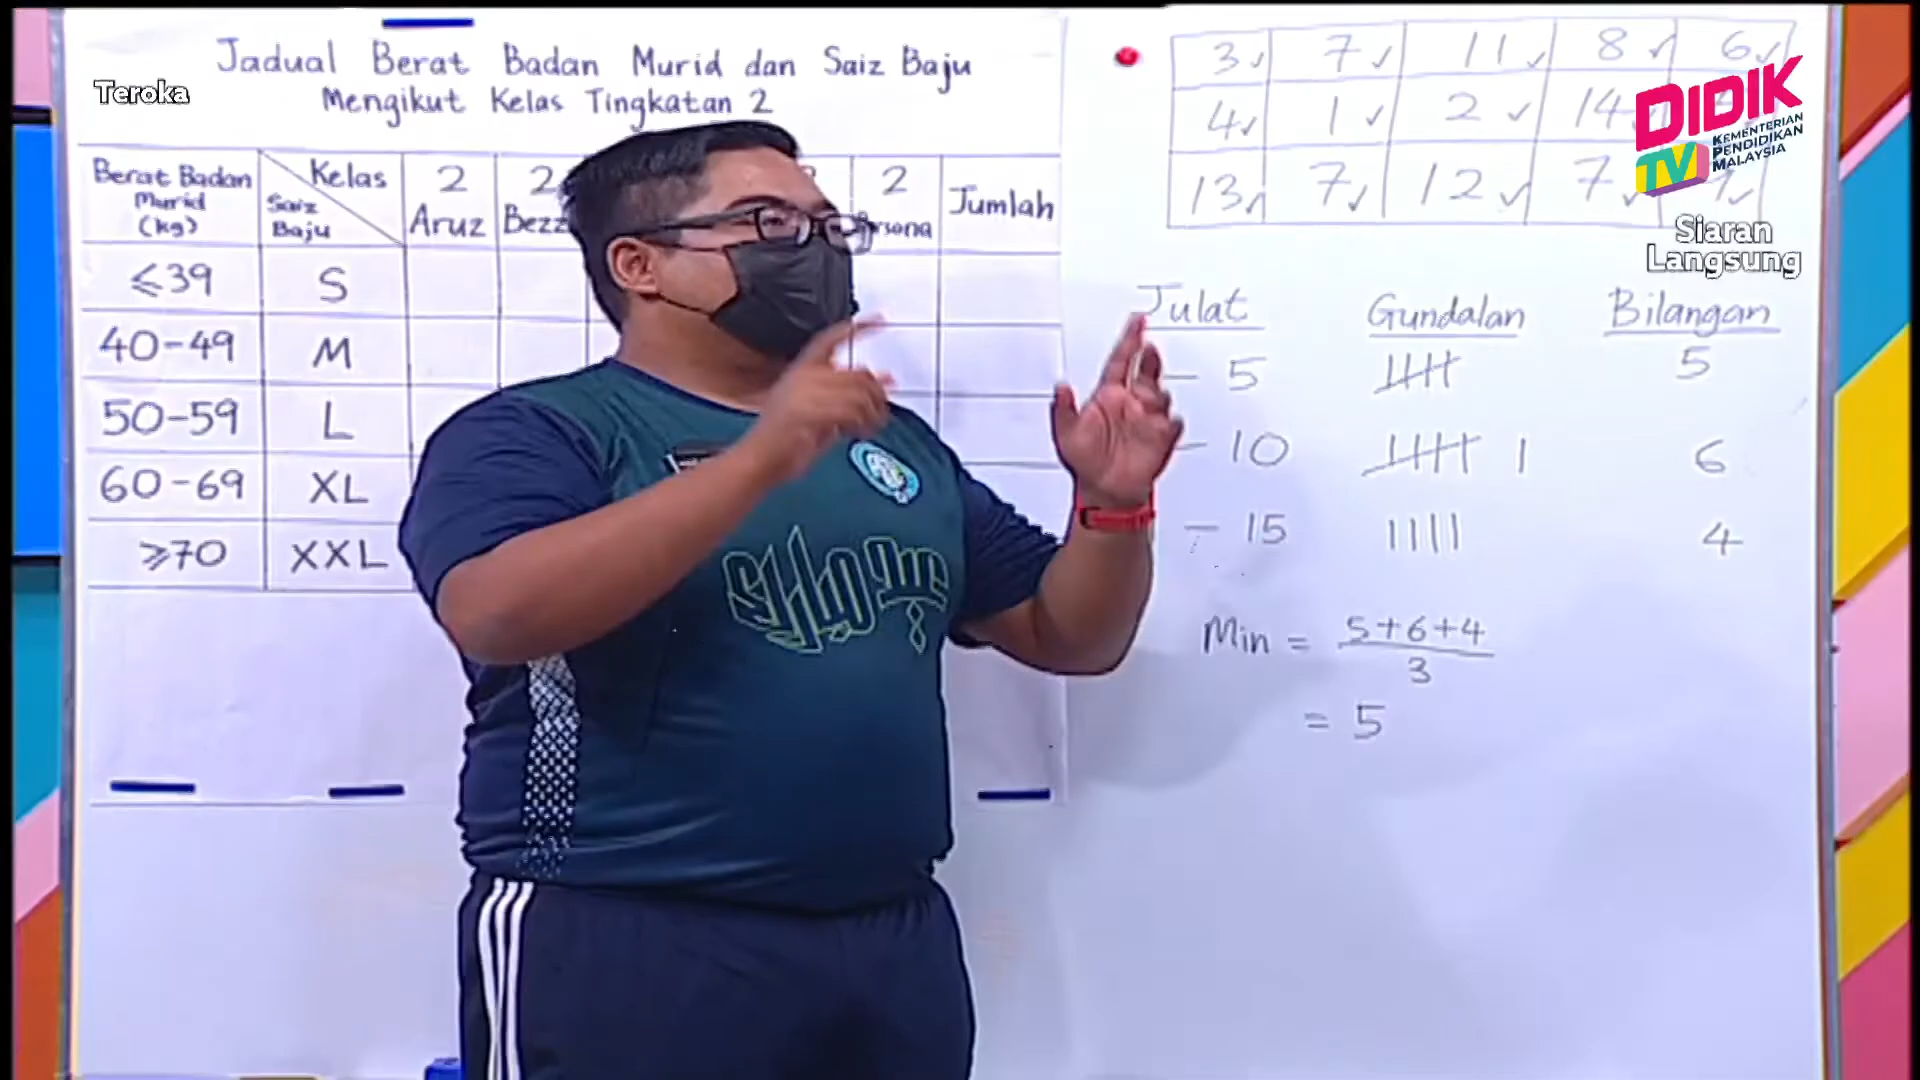 Teroka
Jadual Berat Badan Murid dan Saiz Baju
Mengikut Kelas Tingkatan 2
Berat Badan Murid (kg)
Kelas
Saiz Baju
2 Aruz
2 Bezz
2
Jumlah
≤39 S
40-49 M
50-59 L
60-69 XL
≥70 XXL
3 7 11 8 6
4 1 2 14
13 7 12 7
DIDIK
TV
KEMENTERIAN
PENDIDIKAN
MALAYSIA
Siaran
Langsung
Julat Gundalan Bilangan
- 5 5
- 10 6
- 15 4
Min = 5+6+4
3
= 5